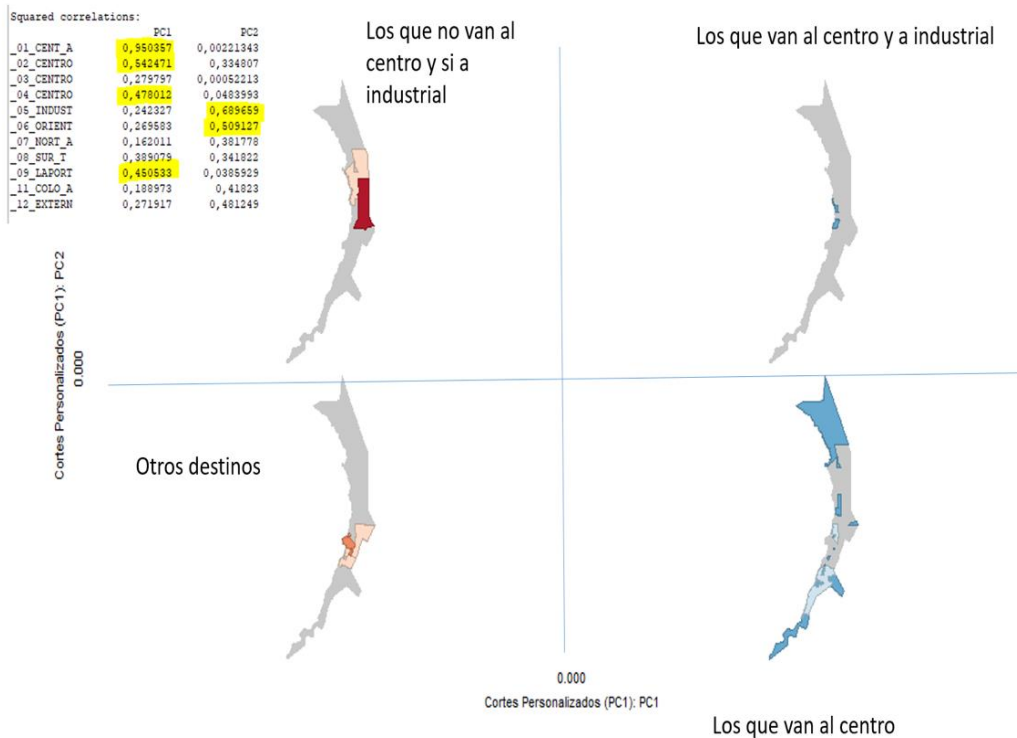 Squared correlations:
PC1 PC2
_01_CENT_A 0,950357 0,00221343
_02_CENTRO 0,542471 0,334807
_03_CENTRO 0,279797 0,00052213
_04_CENTRO 0,478012 0,0483993
_05_INDUST 0,242327 0,689659
_06_ORIENT 0,269583 0,509127
_07_NORT_A 0,162011 0,381778
_08_SUR_T 0,389079 0,341822
_09_LAPORT 0,450533 0,0385929
_11_COLO_A 0,188973 0,41823
_12_EXTERN 0,271917 0,481249
Los que no van al
centro y si a
industrial
Los que van al centro y a industrial
Cortes Personalizados (PC1): PC2
0.000
Otros destinos
0.000
Cortes Personalizados (PC1): PC1
Los que van al centro